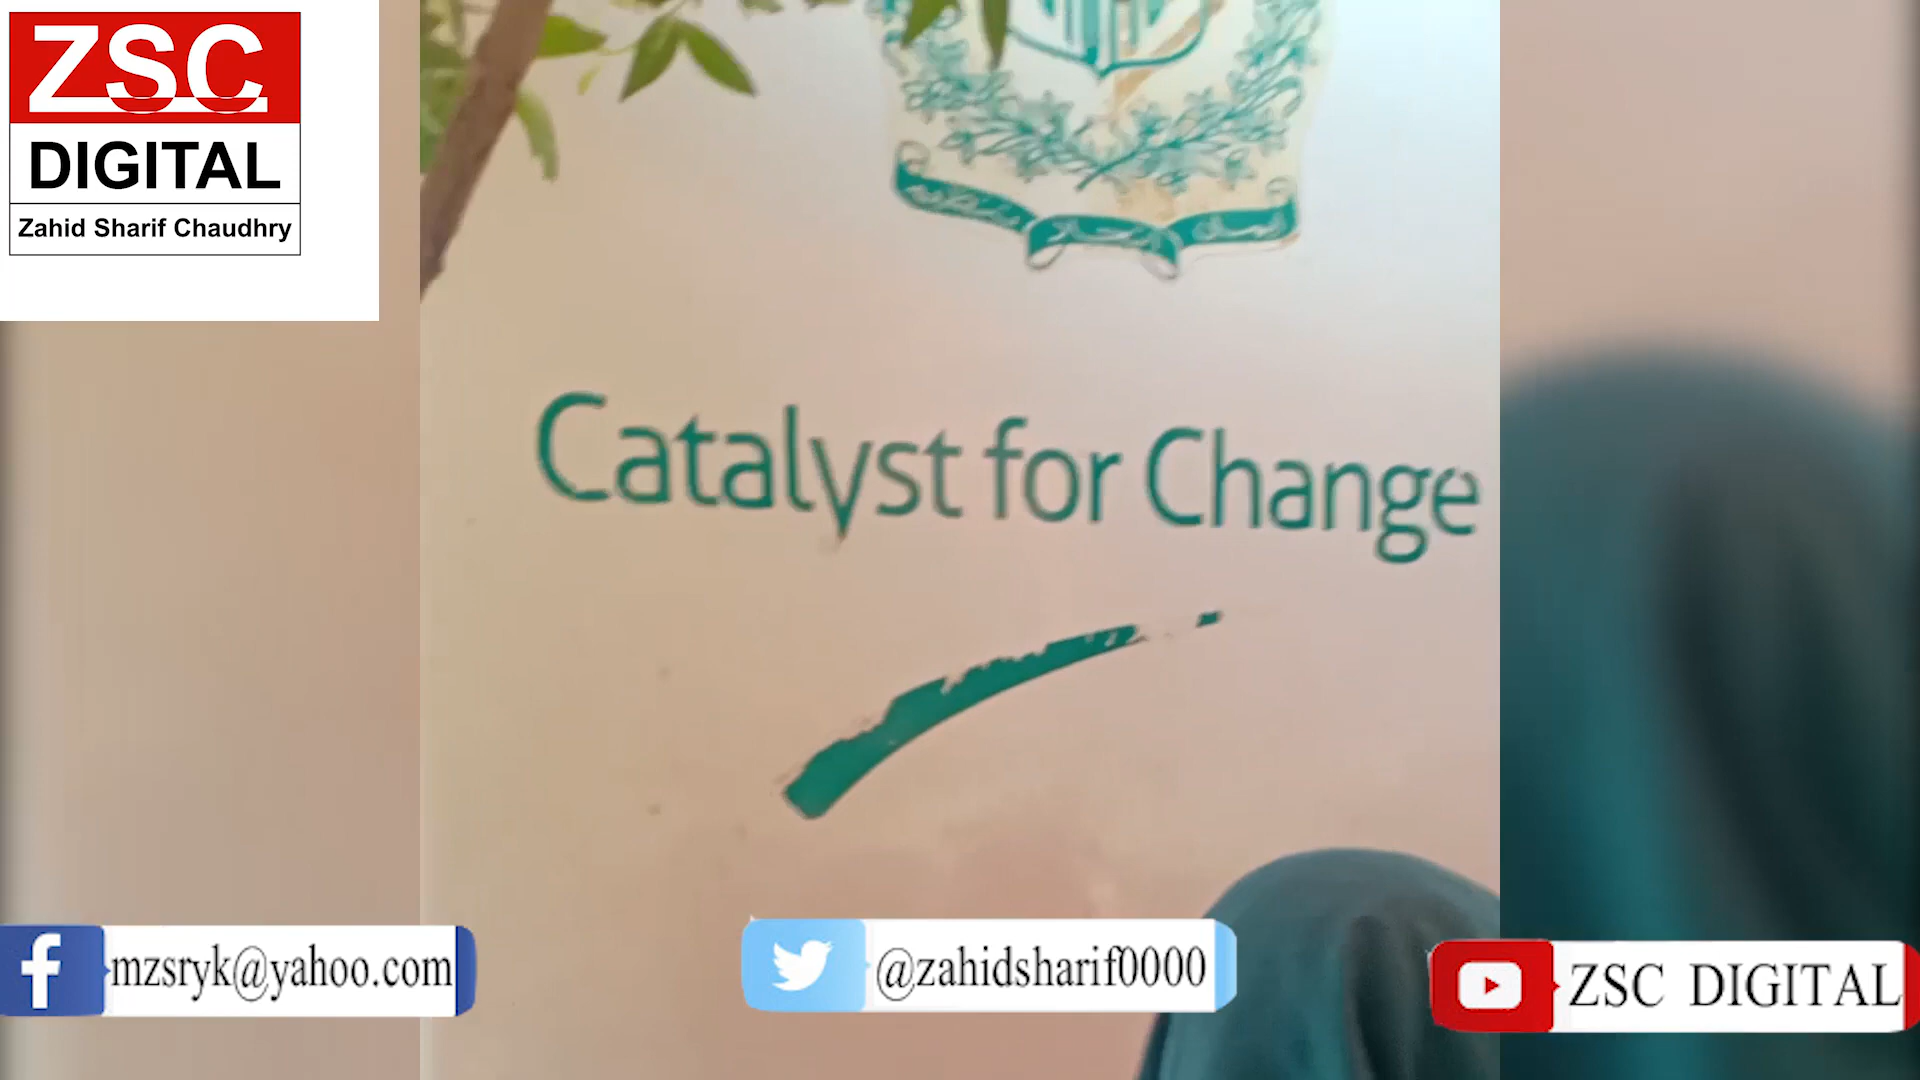 ZSC
DIGITAL
Zahid Sharif Chaudhry
Catalyst for Change
mzsryk@yahoo.com
@zahidsharif0000
ZSC DIGITAL